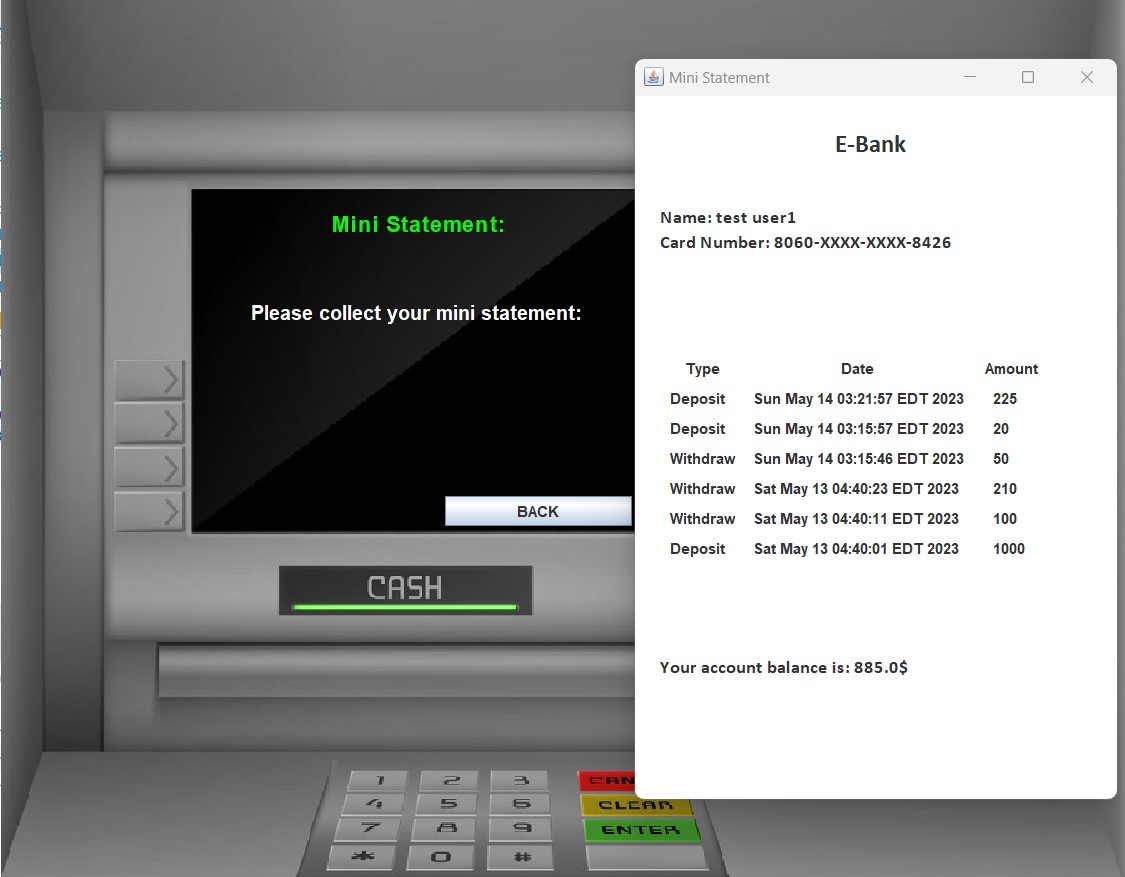 Mini Statement:
Please collect your mini statement:
BACK
CASH
1 2 3
4 5 6 CLEAR
7 8 9 ENTER
* 0 #
Mini Statement
E-Bank
Name: test user1
Card Number: 8060-XXXX-XXXX-8426
Type Date Amount
Deposit Sun May 14 03:21:57 EDT 2023 225
Deposit Sun May 14 03:15:57 EDT 2023 20
Withdraw Sun May 14 03:15:46 EDT 2023 50
Withdraw Sat May 13 04:40:23 EDT 2023 210
Withdraw Sat May 13 04:40:11 EDT 2023 100
Deposit Sat May 13 04:40:01 EDT 2023 1000
Your account balance is: 885.0$